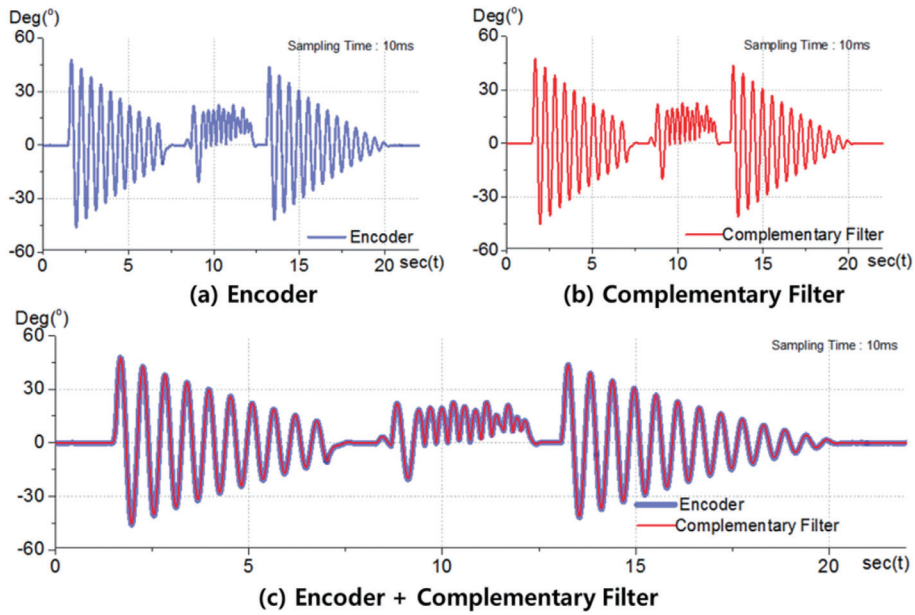 Deg(°)
60
Sampling Time : 10ms
30
0
-30
Encoder
-60
0 5 10 15 20 sec(t)
(a) Encoder
Deg(°)
60
Sampling Time : 10ms
30
0
-30
Complementary Filter
-60
0 5 10 15 20 sec(t)
(b) Complementary Filter
Deg(°)
60
Sampling Time : 10ms
30
0
-30
Encoder
Complementary Filter
-60
0 5 10 15 20 sec(t)
(c) Encoder + Complementary Filter